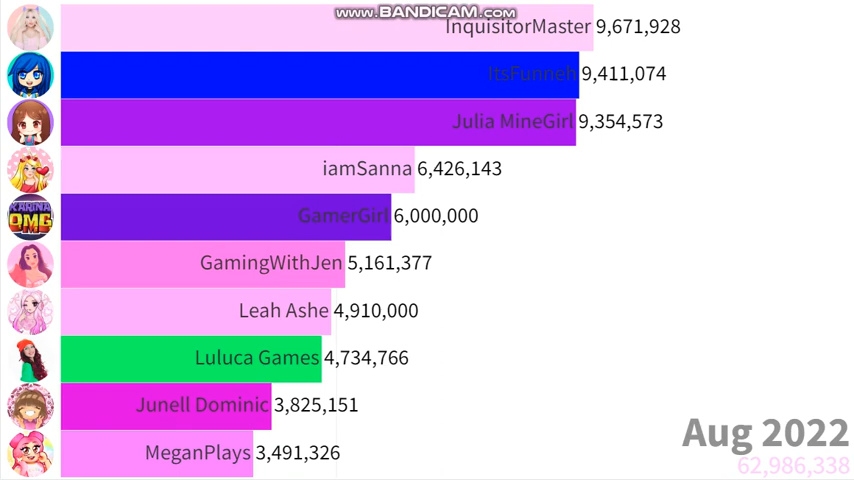 www.BANDICAM.com
InquisitorMaster 9,671,928
ItsFunneh 9,411,074
Julia MineGirl 9,354,573
iamSanna 6,426,143
KARINA
OMG
GamerGirl 6,000,000
GamingWithJen 5,161,377
Leah Ashe 4,910,000
Luluca Games 4,734,766
Junell Dominic 3,825,151
MeganPlays 3,491,326
Aug 2022
62,986,338